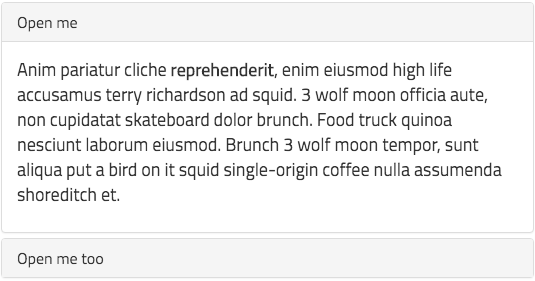 Open me
Anim pariatur cliche reprehenderit, enim eiusmod high life
accusamus terry richardson ad squid. 3 wolf moon officia aute,
non cupidatat skateboard dolor brunch. Food truck quinoa
nesciunt laborum eiusmod. Brunch 3 wolf moon tempor, sunt
aliqua put a bird on it squid single-origin coffee nulla assumenda
shoreditch et.
Open me too